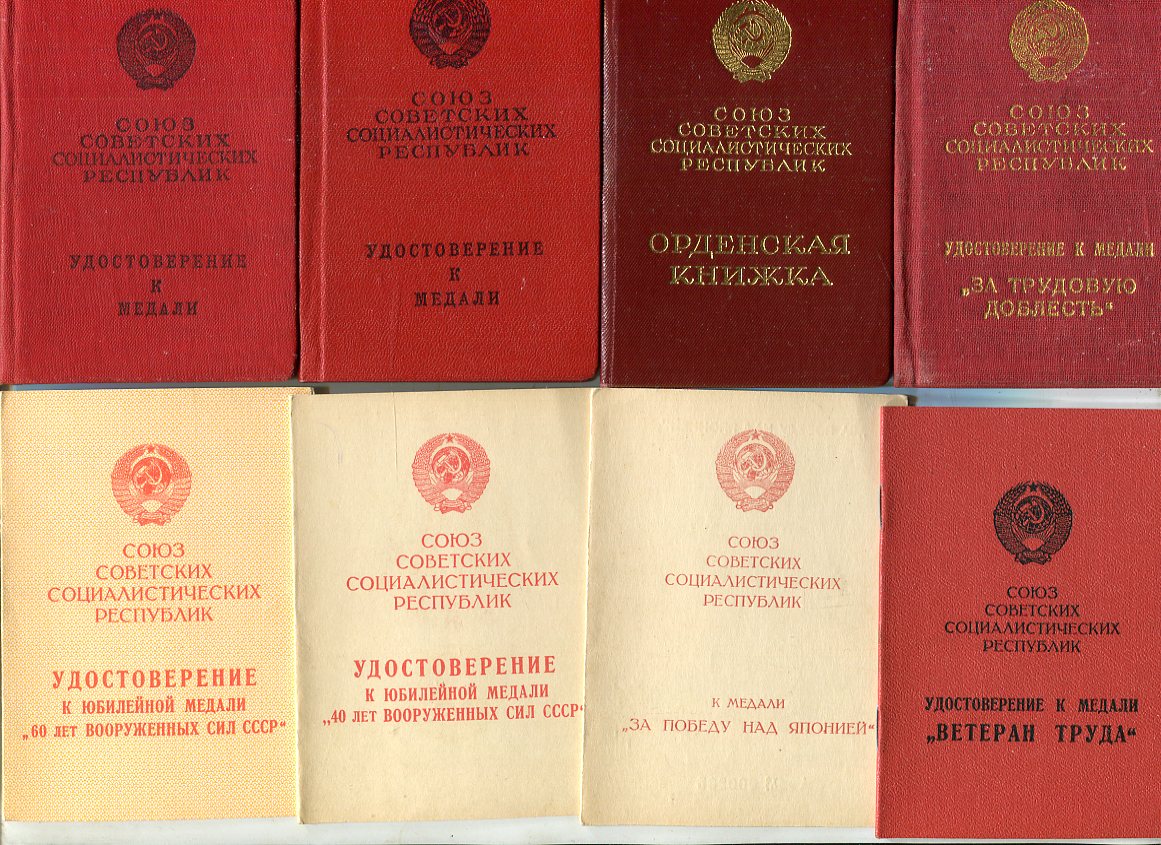 СОЮЗ
СОВЕТСКИХ
СОЦИАЛИСТИЧЕСКИХ
РЕСПУБЛИК
УДОСТОВЕРЕНИЕ
К
МЕДАЛИ
СОЮЗ
СОВЕТСКИХ
СОЦИАЛИСТИЧЕСКИХ
РЕСПУБЛИК
УДОСТОВЕРЕНИЕ
К
МЕДАЛИ
СОЮЗ
СОВЕТСКИХ
СОЦИАЛИСТИЧЕСКИХ
РЕСПУБЛИК
ОРДЕНСКАЯ
КНИЖКА
СОЮЗ
СОВЕТСКИХ
СОЦИАЛИСТИЧЕСКИХ
РЕСПУБЛИК
УДОСТОВЕРЕНИЕ К МЕДАЛИ
„ЗА ТРУДОВУЮ
ДОБЛЕСТЬ“
СОЮЗ
СОВЕТСКИХ
СОЦИАЛИСТИЧЕСКИХ
РЕСПУБЛИК
УДОСТОВЕРЕНИЕ
К ЮБИЛЕЙНОЙ МЕДАЛИ
„60 ЛЕТ ВООРУЖЕННЫХ СИЛ СССР“
СОЮЗ
СОВЕТСКИХ
СОЦИАЛИСТИЧЕСКИХ
РЕСПУБЛИК
УДОСТОВЕРЕНИЕ
К ЮБИЛЕЙНОЙ МЕДАЛИ
„40 ЛЕТ ВООРУЖЕННЫХ СИЛ СССР“
СОЮЗ
СОВЕТСКИХ
СОЦИАЛИСТИЧЕСКИХ
РЕСПУБЛИК
К МЕДАЛИ
„ЗА ПОБЕДУ НАД ЯПОНИЕЙ“
СОЮЗ
СОВЕТСКИХ
СОЦИАЛИСТИЧЕСКИХ
РЕСПУБЛИК
УДОСТОВЕРЕНИЕ К МЕДАЛИ
„ВЕТЕРАН ТРУДА“